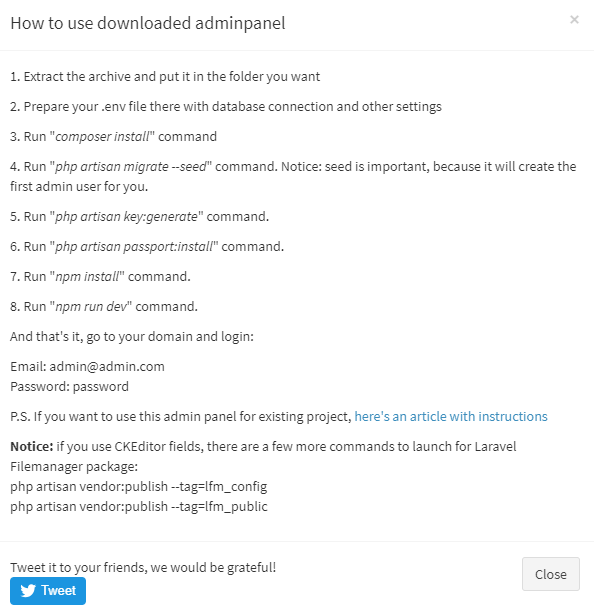 How to use downloaded adminpanel
×
1. Extract the archive and put it in the folder you want
2. Prepare your .env file there with database connection and other settings
3. Run "composer install" command
4. Run "php artisan migrate --seed" command. Notice: seed is important, because it will create the
first admin user for you.
5. Run "php artisan key:generate" command.
6. Run "php artisan passport:install" command.
7. Run "npm install" command.
8. Run "npm run dev" command.
And that's it, go to your domain and login:
Email: admin@admin.com
Password: password
P.S. If you want to use this admin panel for existing project, here's an article with instructions
Notice: if you use CKEditor fields, there are a few more commands to launch for Laravel
Filemanager package:
php artisan vendor:publish --tag=lfm_config
php artisan vendor:publish --tag=lfm_public
Tweet it to your friends, we would be grateful!
Tweet
Close